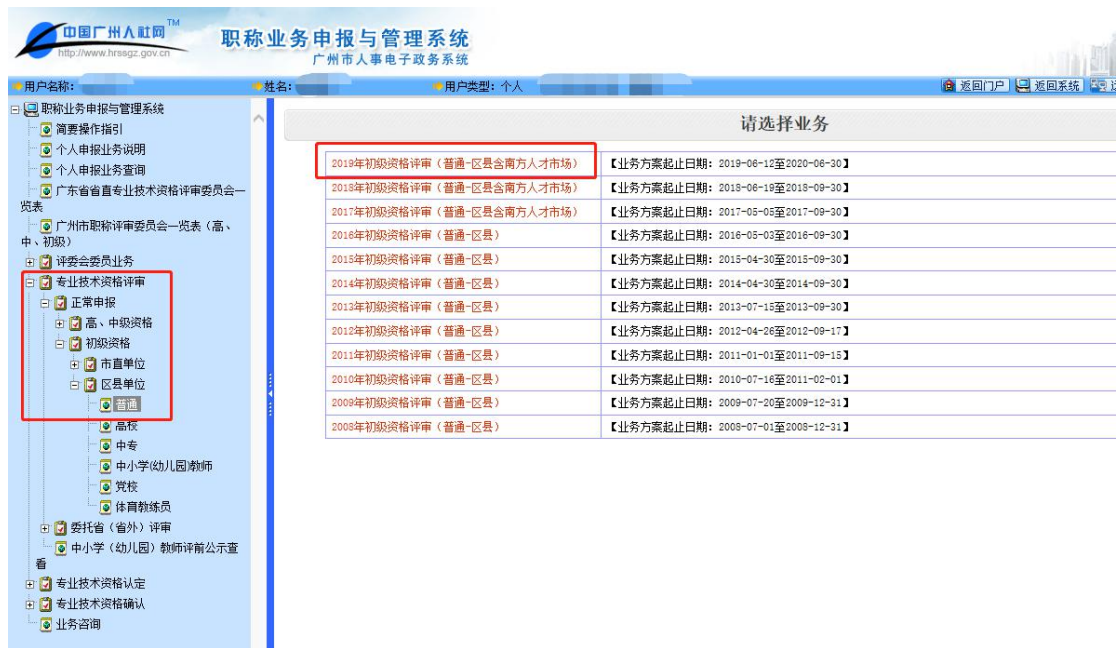 中国广州人社网 TM
http://www.hrssgz.gov.cn
职称业务申报与管理系统
广州市人事电子政务系统
用户名称：
姓名：
用户类型：个人
返回门户
返回系统
职称业务申报与管理系统
简要操作指引
个人申报业务说明
个人申报业务查询
广东省省直专业技术资格评审委员会一
览表
广州市职称评审委员会一览表（高、
中、初级）
评委会委员业务
专业技术资格评审
正常申报
高、中级资格
初级资格
市直单位
区县单位
普通
高校
中专
中小学(幼儿园)教师
党校
体育教练员
委托省（省外）评审
中小学（幼儿园）教师评前公示查
看
专业技术资格认定
专业技术资格确认
业务咨询
请选择业务
2019年初级资格评审（普通-区县含南方人才市场） 【业务方案起止日期：2019-06-12至2020-06-30】
2018年初级资格评审（普通-区县含南方人才市场） 【业务方案起止日期：2018-06-19至2018-09-30】
2017年初级资格评审（普通-区县含南方人才市场） 【业务方案起止日期：2017-05-05至2017-09-30】
2016年初级资格评审（普通-区县） 【业务方案起止日期：2016-05-03至2016-09-30】
2015年初级资格评审（普通-区县） 【业务方案起止日期：2015-04-30至2015-09-30】
2014年初级资格评审（普通-区县） 【业务方案起止日期：2014-04-30至2014-09-30】
2013年初级资格评审（普通-区县） 【业务方案起止日期：2013-07-15至2013-09-30】
2012年初级资格评审（普通-区县） 【业务方案起止日期：2012-04-26至2012-09-17】
2011年初级资格评审（普通-区县） 【业务方案起止日期：2011-01-01至2011-09-15】
2010年初级资格评审（普通-区县） 【业务方案起止日期：2010-07-16至2011-02-01】
2009年初级资格评审（普通-区县） 【业务方案起止日期：2009-07-20至2009-12-31】
2008年初级资格评审（普通-区县） 【业务方案起止日期：2008-07-01至2008-12-31】